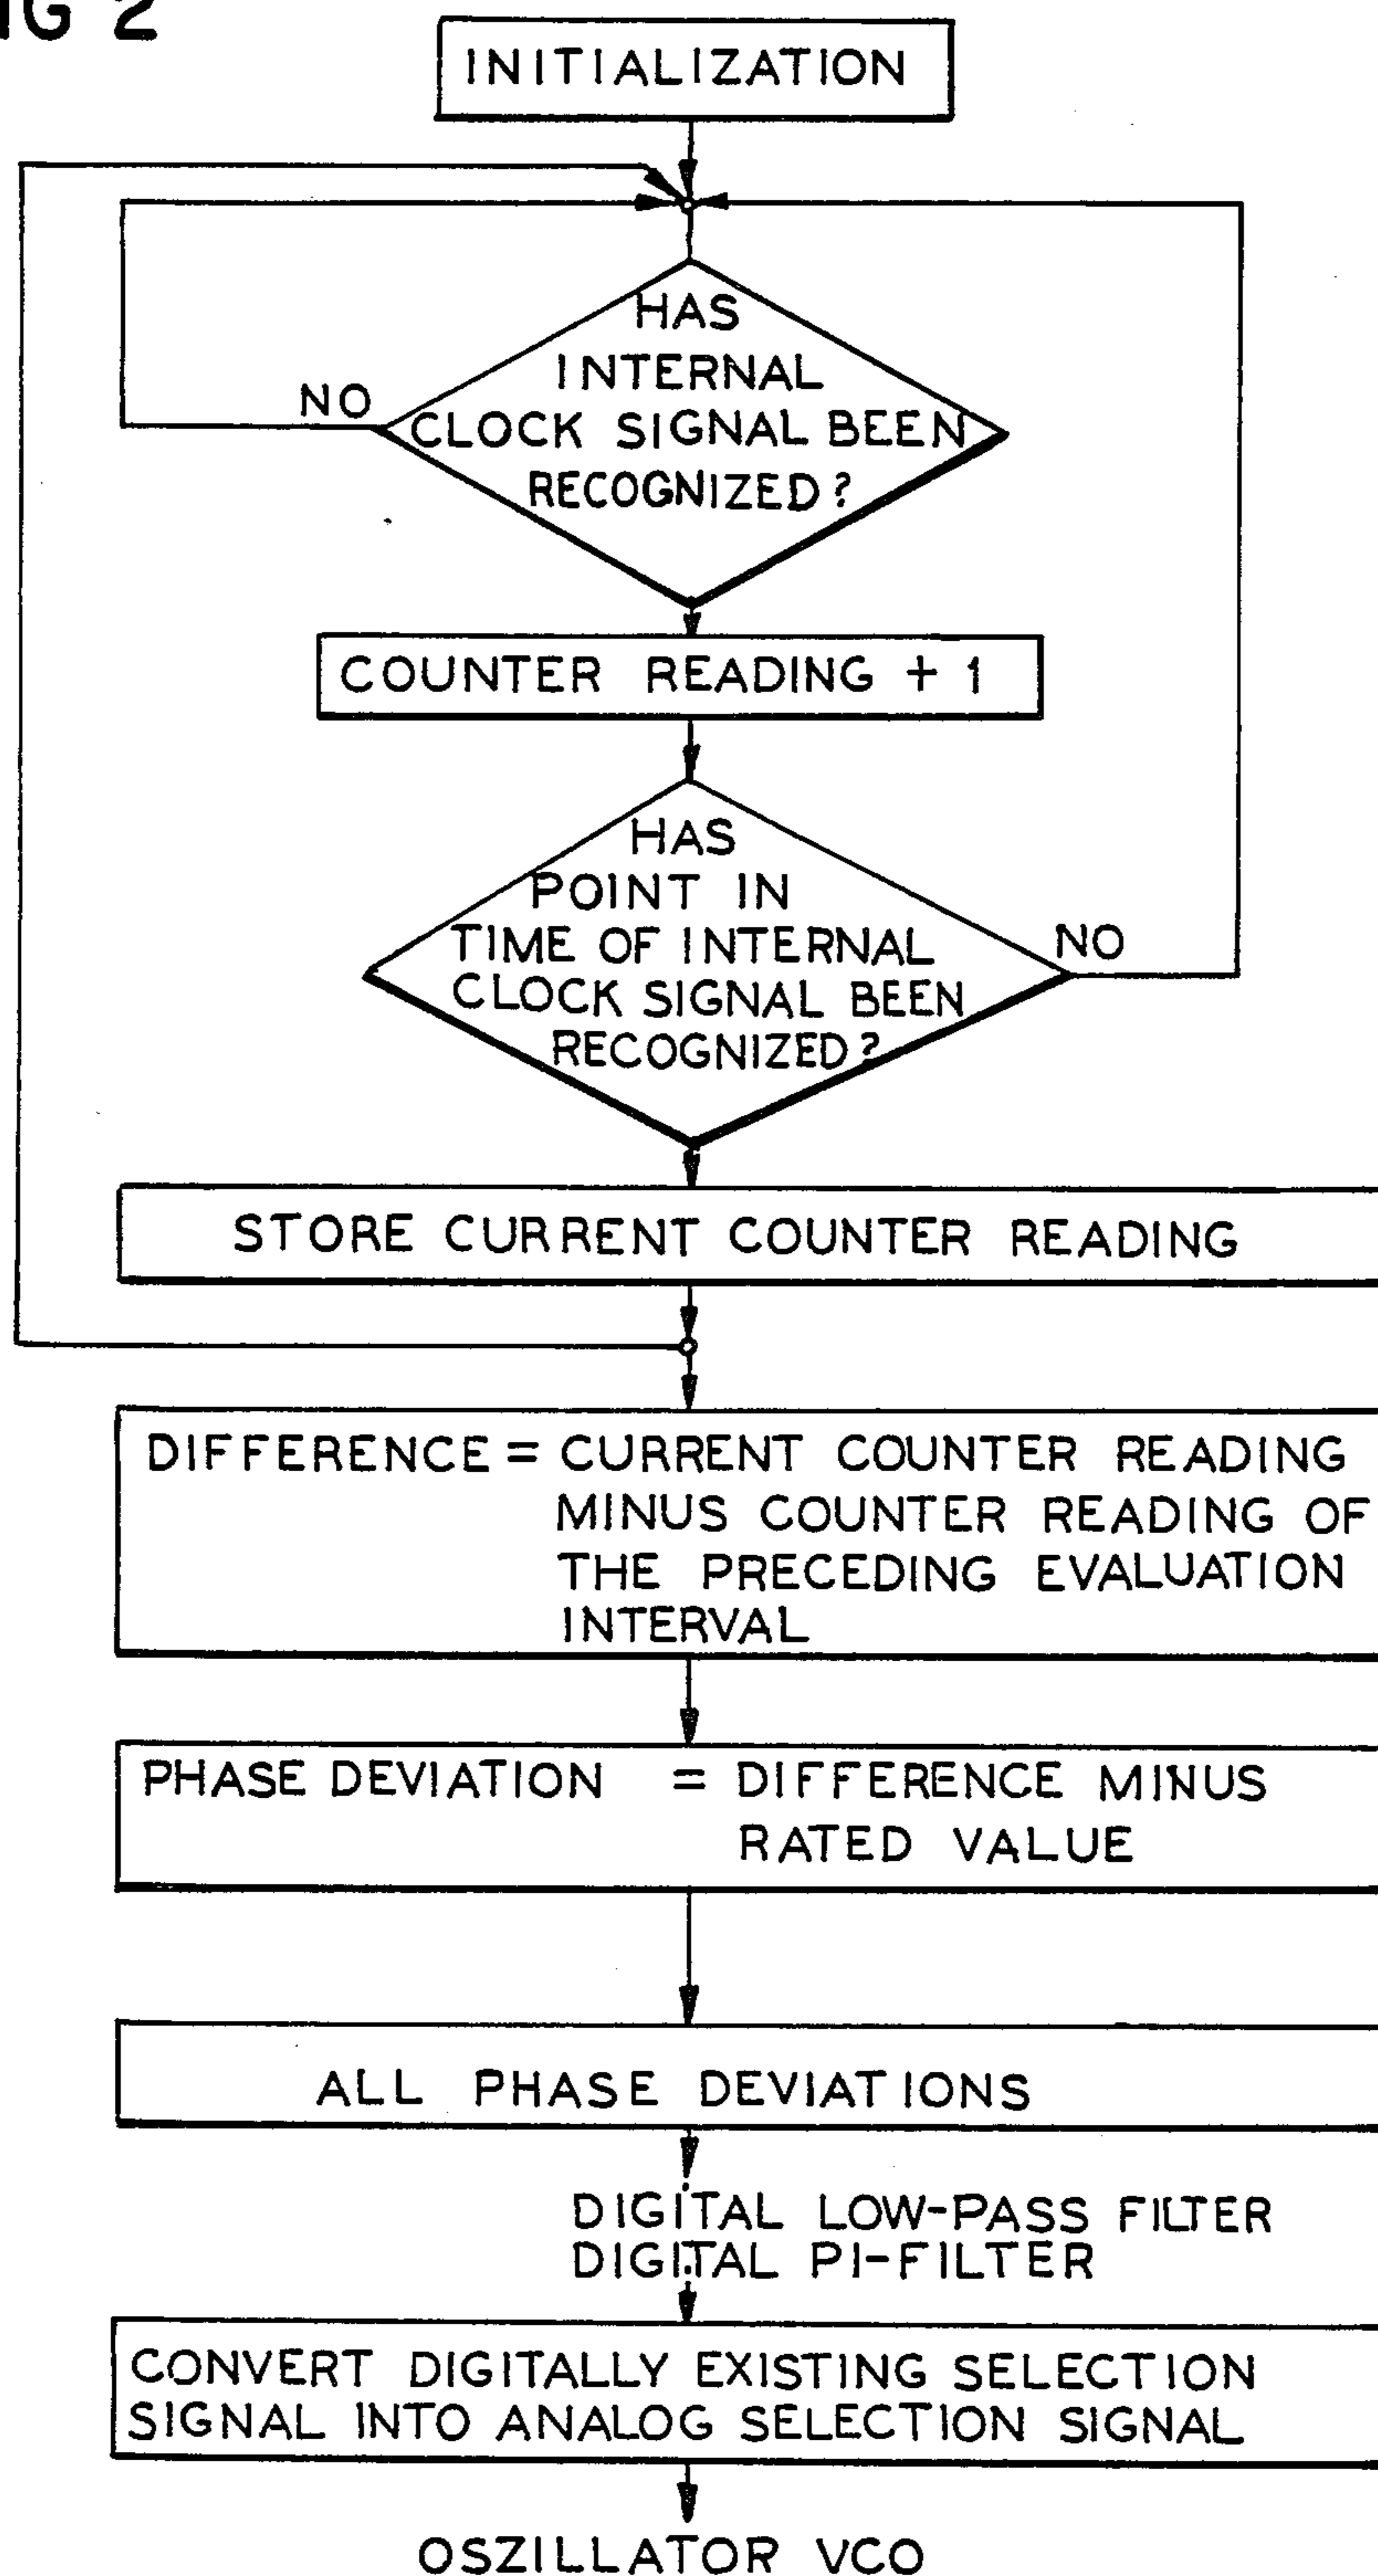 IG 2
INITIALIZATION
HAS
INTERNAL
NO
CLOCK SIGNAL BEEN
RECOGNIZED?
COUNTER READING + 1
HAS
POINT IN
TIME OF INTERNAL
NO
CLOCK SIGNAL BEEN
RECOGNIZED?
STORE CURRENT COUNTER READING
DIFFERENCE = CURRENT COUNTER READING
MINUS COUNTER READING OF
THE PRECEDING EVALUATION
INTERVAL
PHASE DEVIATION = DIFFERENCE MINUS
RATED VALUE
ALL PHASE DEVIATIONS
DIGITAL LOW-PASS FILTER
DIGITAL PI-FILTER
CONVERT DIGITALLY EXISTING SELECTION
SIGNAL INTO ANALOG SELECTION SIGNAL
OSZILLATOR VCO